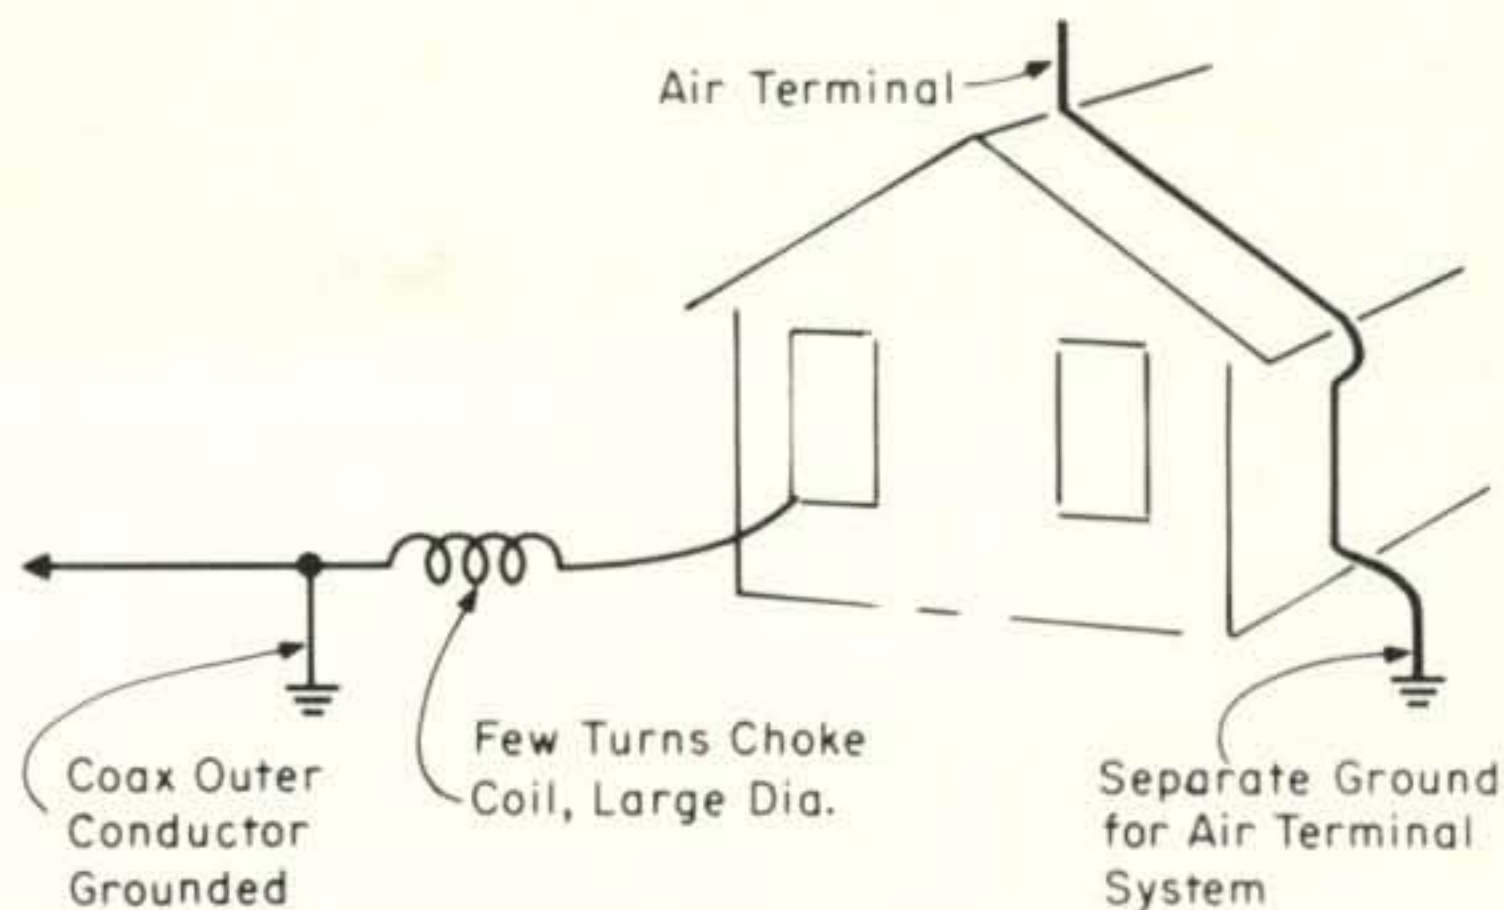 Air Terminal
Few Turns Choke
Coil, Large Dia.
Coax Outer
Conductor
Grounded
Separate Ground
for Air Terminal
System